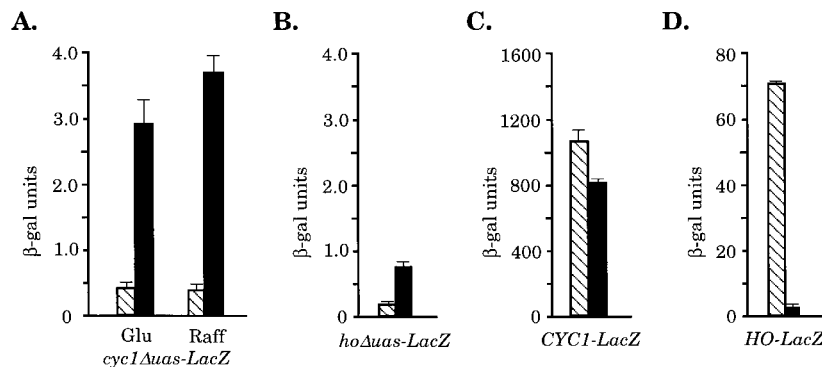 A.
B.
C.
D.
β-gal units
4.0
3.0
2.0
1.0
0
Glu Raff
cyc1Δuas-LacZ
β-gal units
4.0
3.0
2.0
1.0
0
hoΔuas-LacZ
β-gal units
1600
1200
800
400
0
CYC1-LacZ
β-gal units
80
60
40
20
0
HO-LacZ